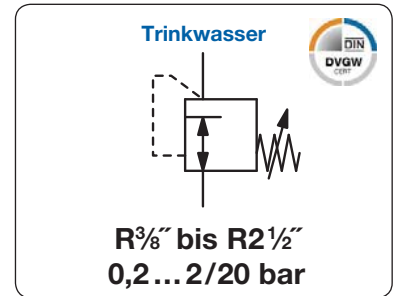 Trinkwasser
DIN
DVGW
CERT
R⅜˝ bis R2½˝
0,2...2/20 bar